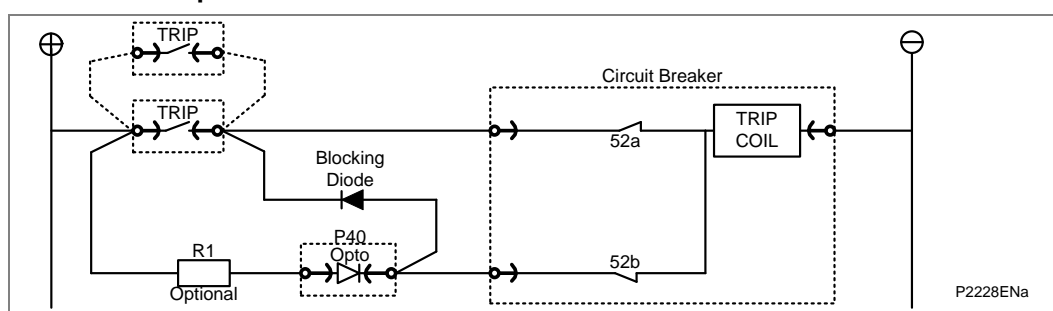 TRIP
TRIP
Circuit Breaker
TRIP
COIL
52a
Blocking
Diode
P40
Opto
R1
Optional
52b
P2228ENa